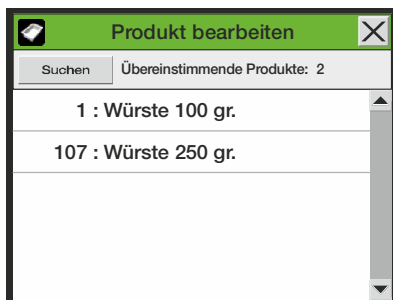 Produkt bearbeiten
Suchen Übereinstimmende Produkte: 2
1 : Würste 100 gr.
107 : Würste 250 gr.